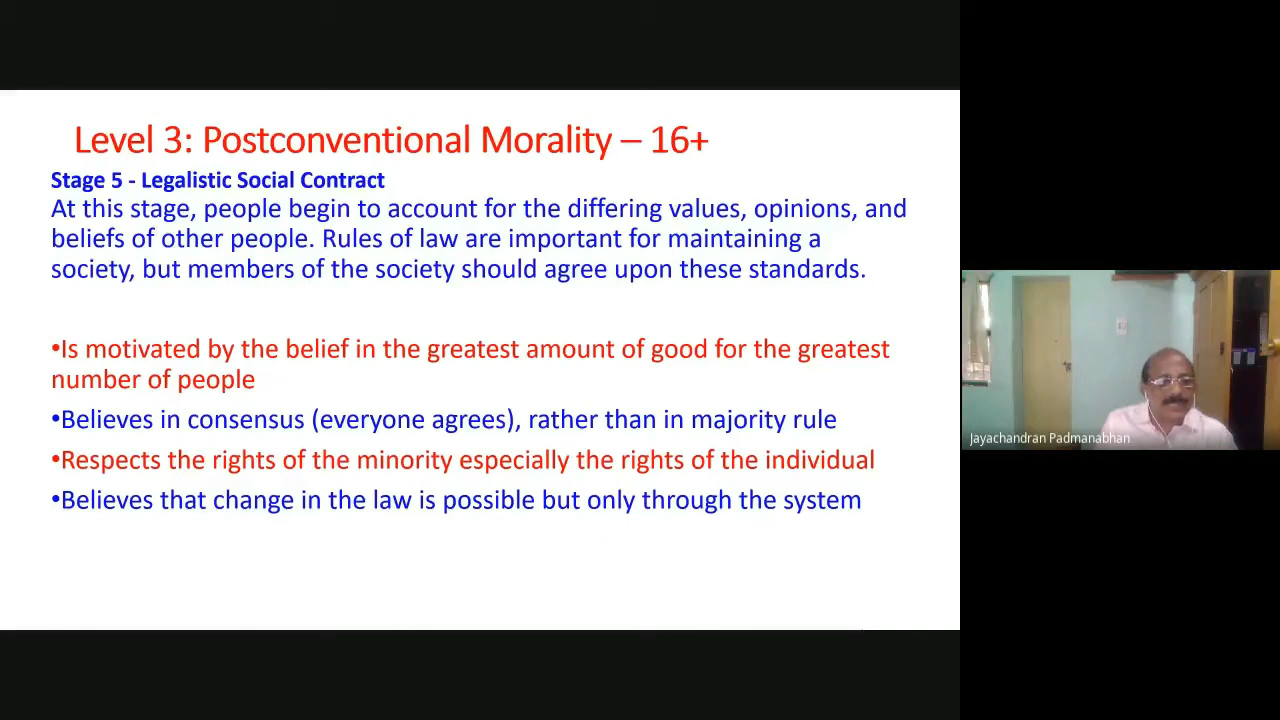 Level 3: Postconventional Morality – 16+
Stage 5 - Legalistic Social Contract
At this stage, people begin to account for the differing values, opinions, and
beliefs of other people. Rules of law are important for maintaining a
society, but members of the society should agree upon these standards.
•Is motivated by the belief in the greatest amount of good for the greatest
number of people
•Believes in consensus (everyone agrees), rather than in majority rule
•Respects the rights of the minority especially the rights of the individual
•Believes that change in the law is possible but only through the system
Jayachandran Padmanabhan